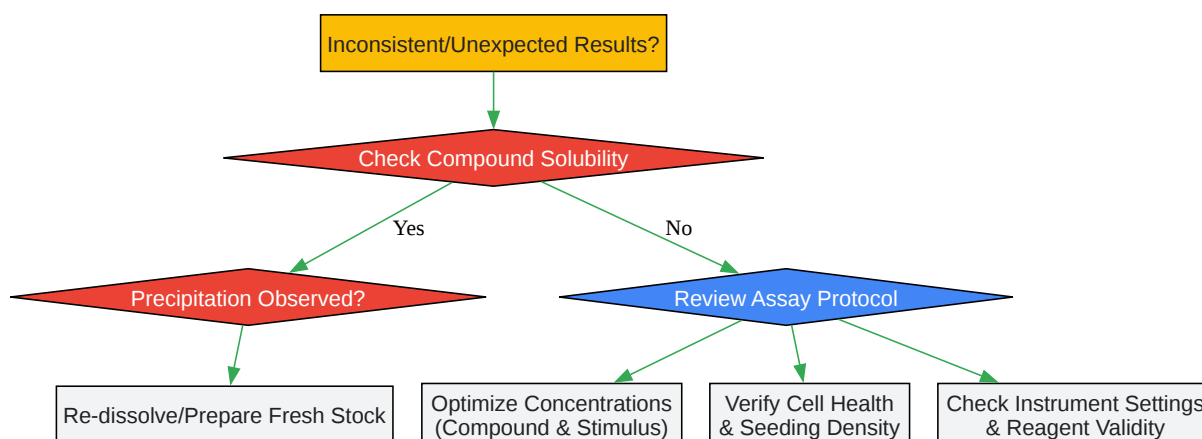 Inconsistent/Unexpected Results?
Check Compound Solubility
Yes
No
Precipitation Observed?
Review Assay Protocol
Re-dissolve/Prepare Fresh Stock
Optimize Concentrations
(Compound & Stimulus)
Verify Cell Health
& Seeding Density
Check Instrument Settings
& Reagent Validity